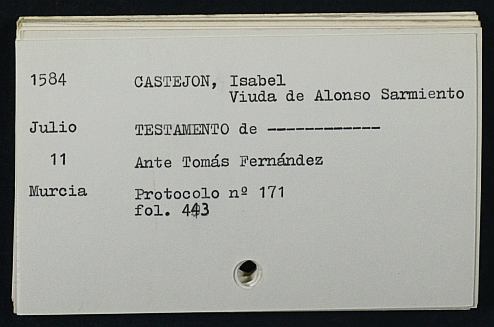 1584 CASTEJON, Isabel
Viuda de Alonso Sarmiento
Julio TESTAMENTO de ------------
11 Ante Tomás Fernández
Murcia Protocolo nº 171
fol. 443